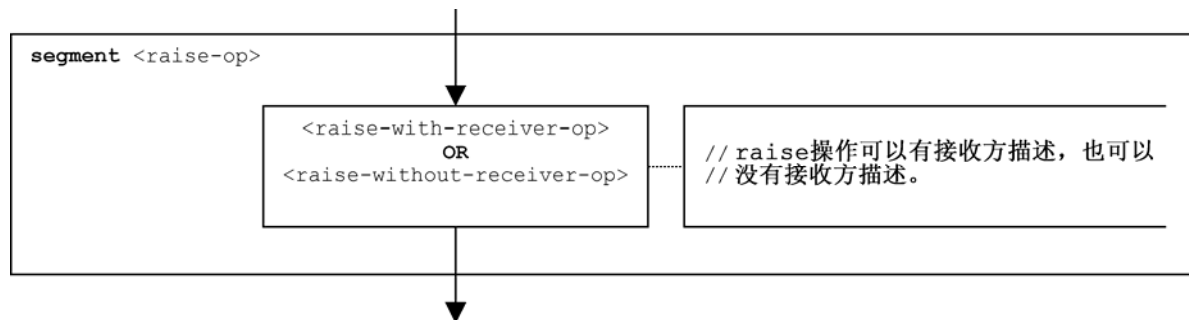 segment <raise-op>
<raise-with-receiver-op>
OR
<raise-without-receiver-op>
// raise操作可以有接收方描述，也可以
// 没有接收方描述。